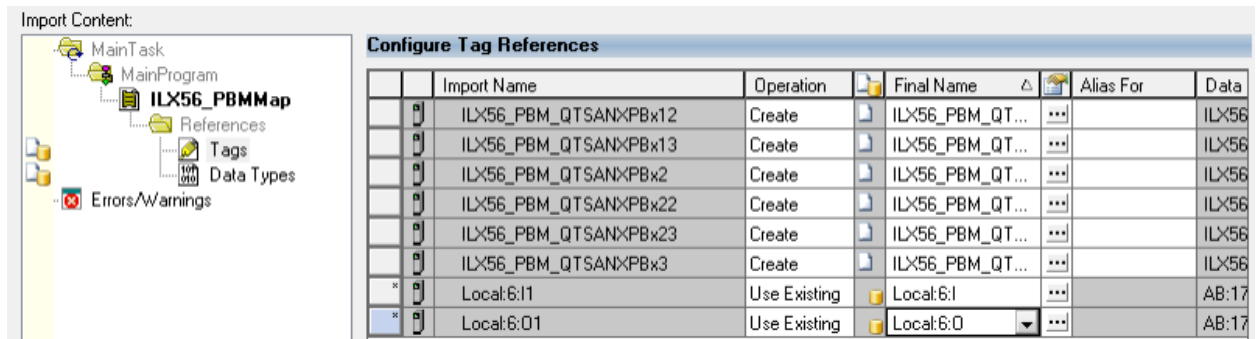 Import Content:
MainTask
MainProgram
ILX56_PBMMap
References
Tags
Data Types
Errors/Warnings
Configure Tag References
Import Name Operation Final Name Alias For Data
ILX56_PBM_QTSANXPBx12 Create ILX56_PBM_QT... ... ILX56
ILX56_PBM_QTSANXPBx13 Create ILX56_PBM_QT... ... ILX56
ILX56_PBM_QTSANXPBx2 Create ILX56_PBM_QT... ... ILX56
ILX56_PBM_QTSANXPBx22 Create ILX56_PBM_QT... ... ILX56
ILX56_PBM_QTSANXPBx23 Create ILX56_PBM_QT... ... ILX56
ILX56_PBM_QTSANXPBx3 Create ILX56_PBM_QT... ... ILX56
Local:6:I1 Use Existing Local:6:I ... AB:17
Local:6:O1 Use Existing Local:6:O ... AB:17